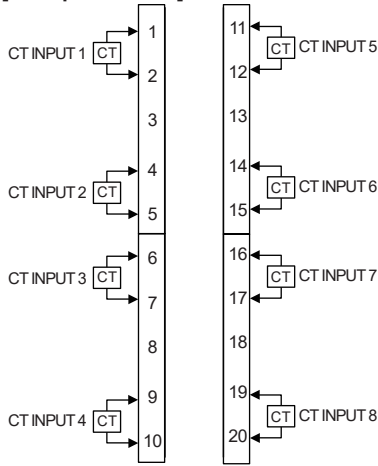 CT INPUT 1 CT
1
2
3
CT INPUT 2 CT
4
5
CT INPUT 3 CT
6
7
8
CT INPUT 4 CT
9
10
11
12
CT CT INPUT 5
13
14
15
CT CT INPUT 6
16
17
CT CT INPUT 7
18
19
20
CT CT INPUT 8